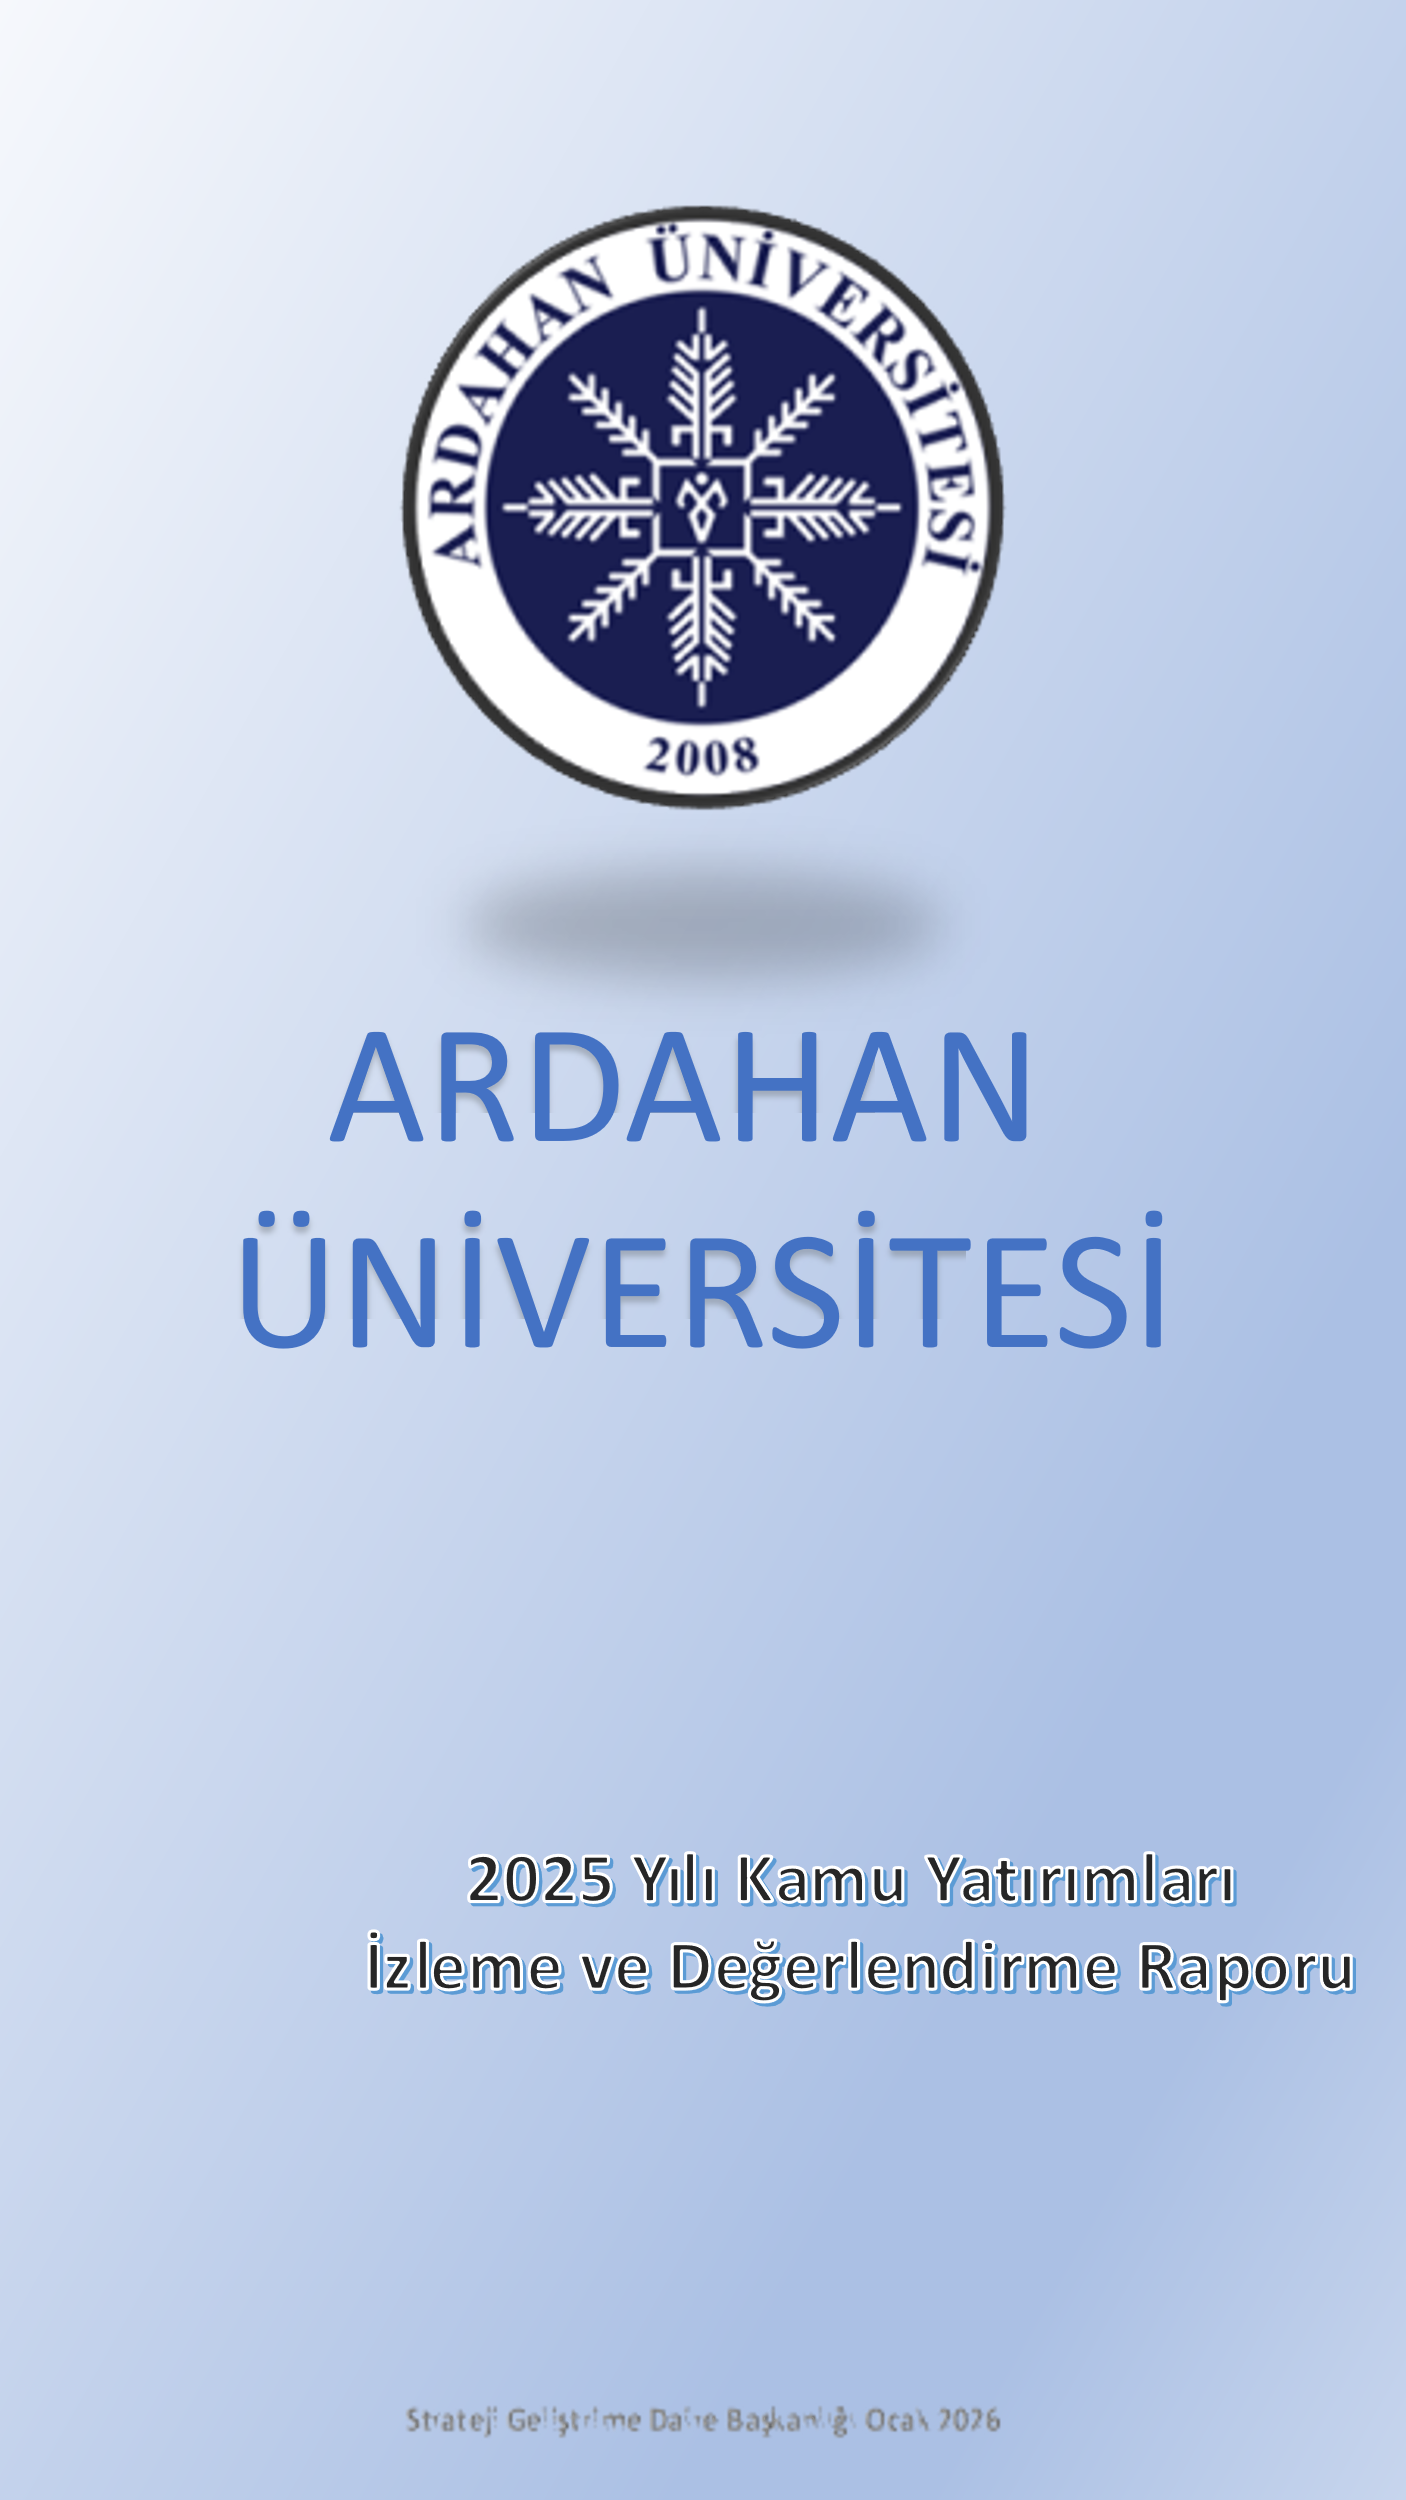 ARDAHAN ÜNİVERSİTESİ
2008
ARDAHAN
ÜNİVERSİTESİ
2025 Yılı Kamu Yatırımları
İzleme ve Değerlendirme Raporu
Strateji Geliştrime Daire Başkanlığı Ocak 2026